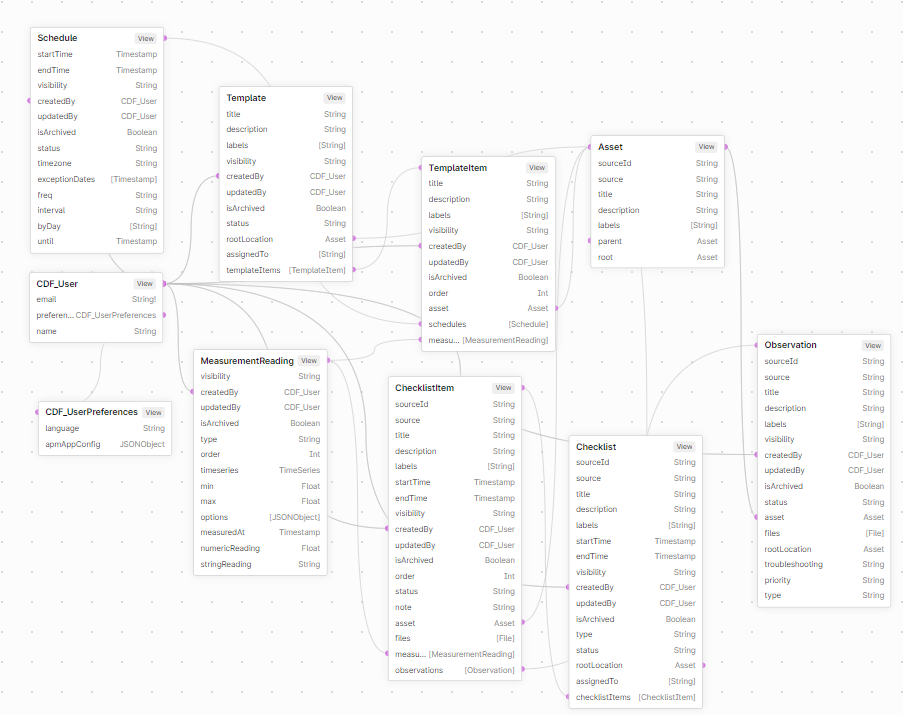 Schedule View
startTime Timestamp
endTime Timestamp
visibility String
createdBy CDF_User
updatedBy CDF_User
isArchived Boolean
status String
timezone String
exceptionDates [Timestamp]
freq String
interval String
byDay [String]
until Timestamp
CDF_User View
email String!
preferen... CDF_UserPreferences
name String
CDF_UserPreferences View
language String
apmAppConfig JSONObject
Template View
title String
description String
labels [String]
visibility String
createdBy CDF_User
updatedBy CDF_User
isArchived Boolean
status String
rootLocation Asset
assignedTo [String]
templateItems [TemplateItem]
MeasurementReading View
visibility String
createdBy CDF_User
updatedBy CDF_User
isArchived Boolean
type String
order Int
timeseries TimeSeries
min Float
max Float
options [JSONObject]
measuredAt Timestamp
numericReading Float
stringReading String
TemplateItem View
title String
description String
labels [String]
visibility String
createdBy CDF_User
updatedBy CDF_User
isArchived Boolean
order Int
asset Asset
schedules [Schedule]
measu... [MeasurementReading]
ChecklistItem View
sourceId String
source String
title String
description String
labels [String]
startTime Timestamp
endTime Timestamp
visibility String
createdBy CDF_User
updatedBy CDF_User
isArchived Boolean
order Int
status String
note String
asset Asset
files [File]
measu... [MeasurementReading]
observations [Observation]
Asset View
sourceId String
source String
title String
description String
labels [String]
parent Asset
root Asset
Checklist View
sourceId String
source String
title String
description String
labels [String]
startTime Timestamp
endTime Timestamp
visibility String
createdBy CDF_User
updatedBy CDF_User
isArchived Boolean
type String
status String
rootLocation Asset
assignedTo [String]
checklistItems [ChecklistItem]
Observation View
sourceId String
source String
title String
description String
labels [String]
visibility String
createdBy CDF_User
updatedBy CDF_User
isArchived Boolean
status String
asset Asset
files [File]
rootLocation Asset
troubleshooting String
priority String
type String